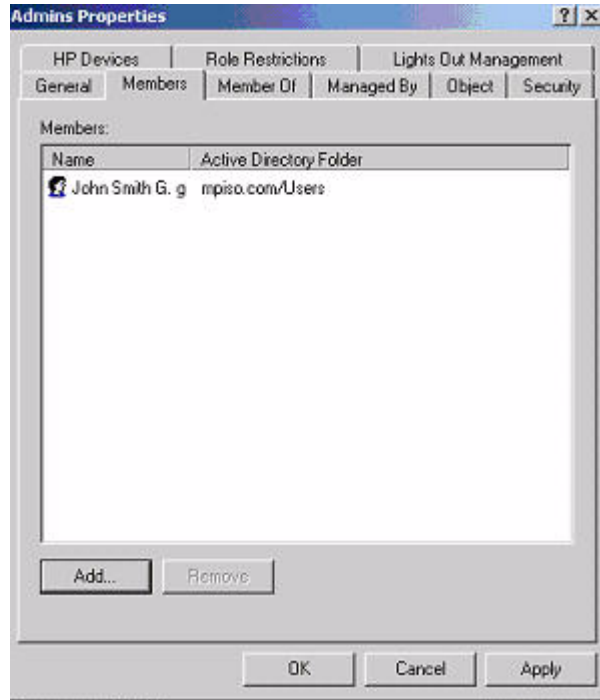 Admins Properties
HP Devices Role Restrictions Lights Out Management
General Members Member Of Managed By Object Security
Members:
Name Active Directory Folder
John Smith G. g mpiso.com/Users
Add... Remove
OK Cancel Apply